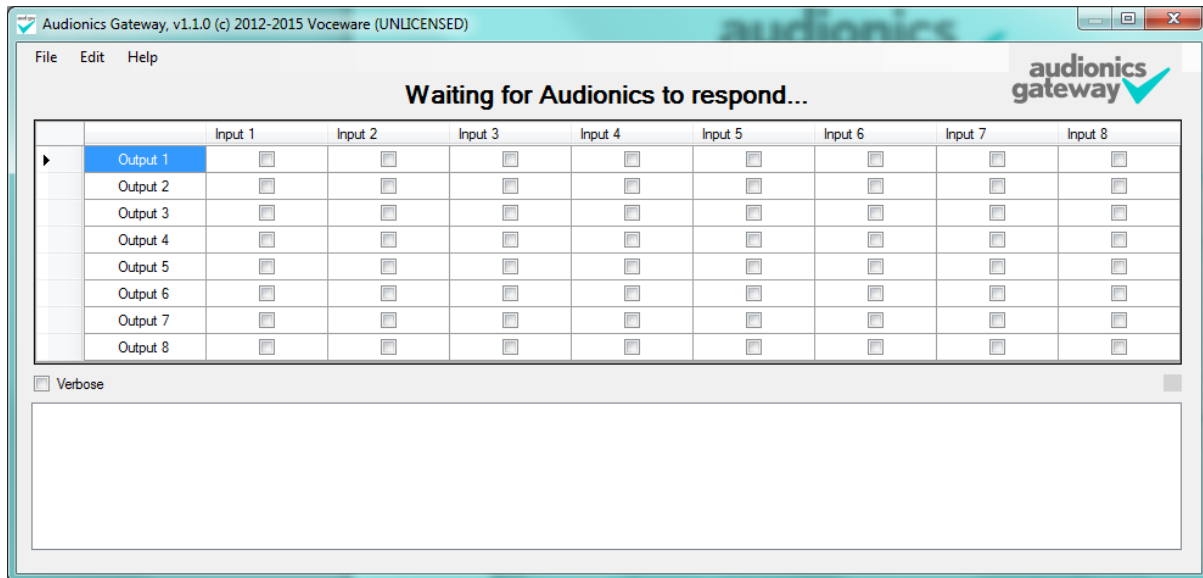 Audionics Gateway, v1.1.0 (c) 2012-2015 Voceware (UNLICENSED)
File Edit Help
audionics
gateway
Waiting for Audionics to respond...
Input 1 Input 2 Input 3 Input 4 Input 5 Input 6 Input 7 Input 8
Output 1
Output 2
Output 3
Output 4
Output 5
Output 6
Output 7
Output 8
Verbose